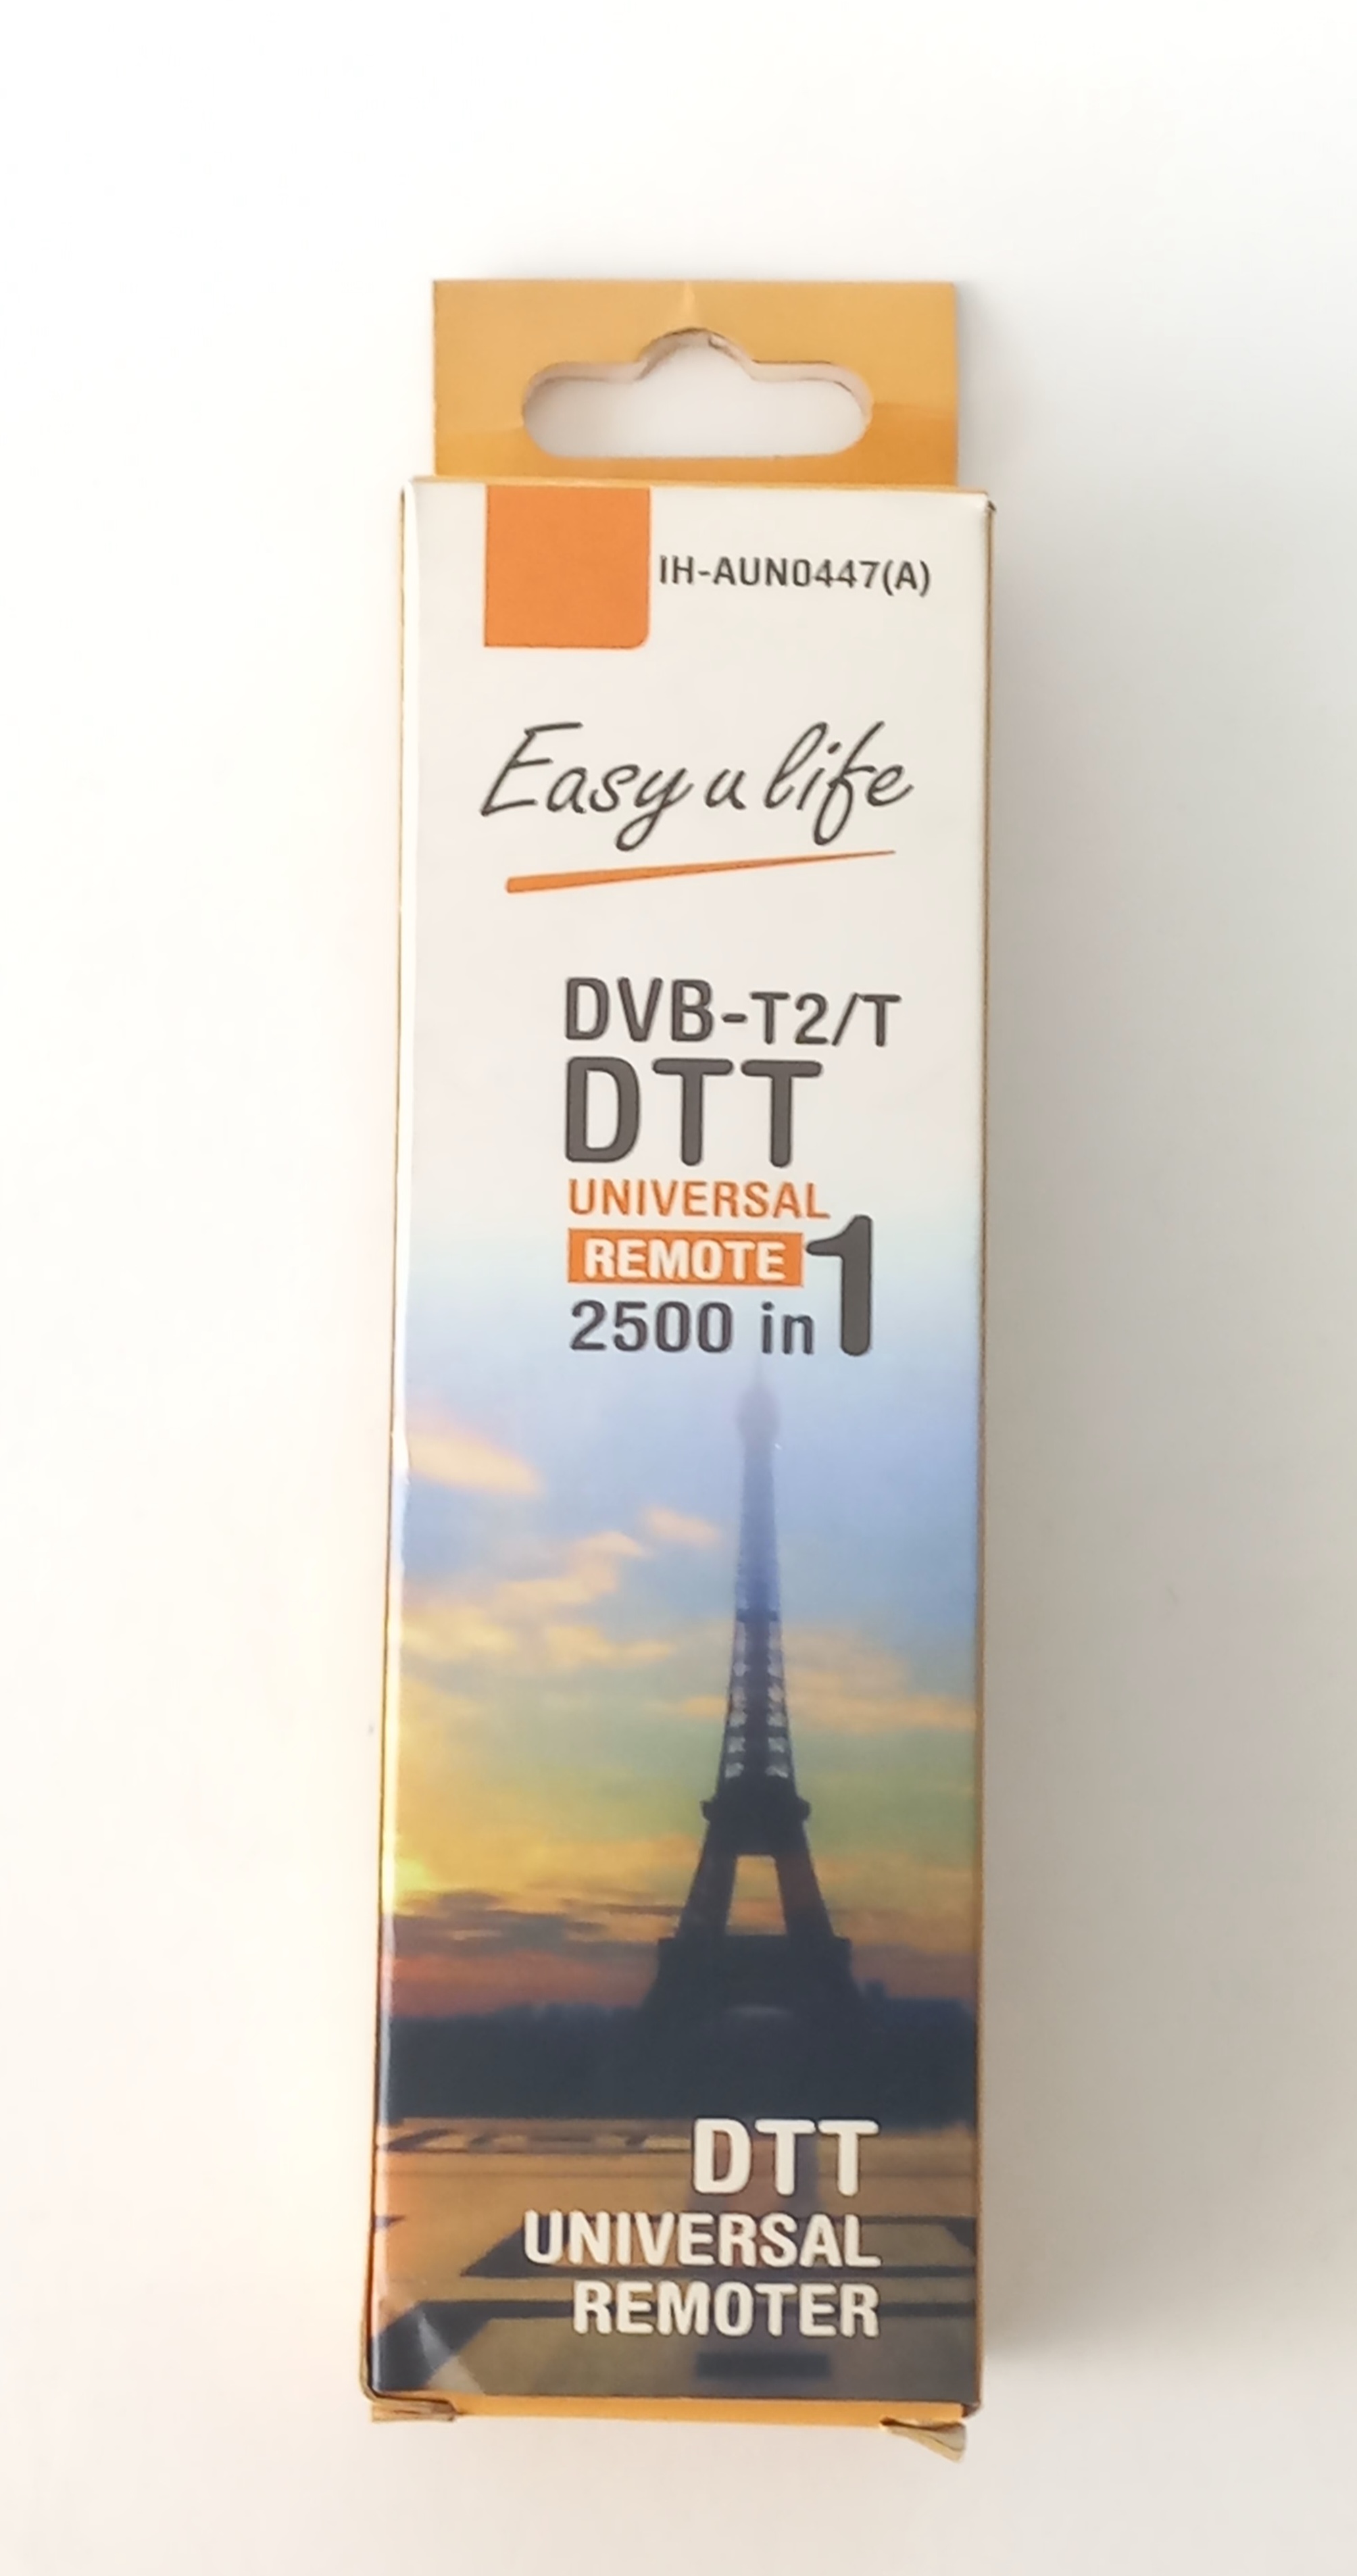 IH-AUN0447(A)
Easy u life
DVB-T2/T
DTT
UNIVERSAL
REMOTE
2500 in 1
DTT
UNIVERSAL
REMOTER